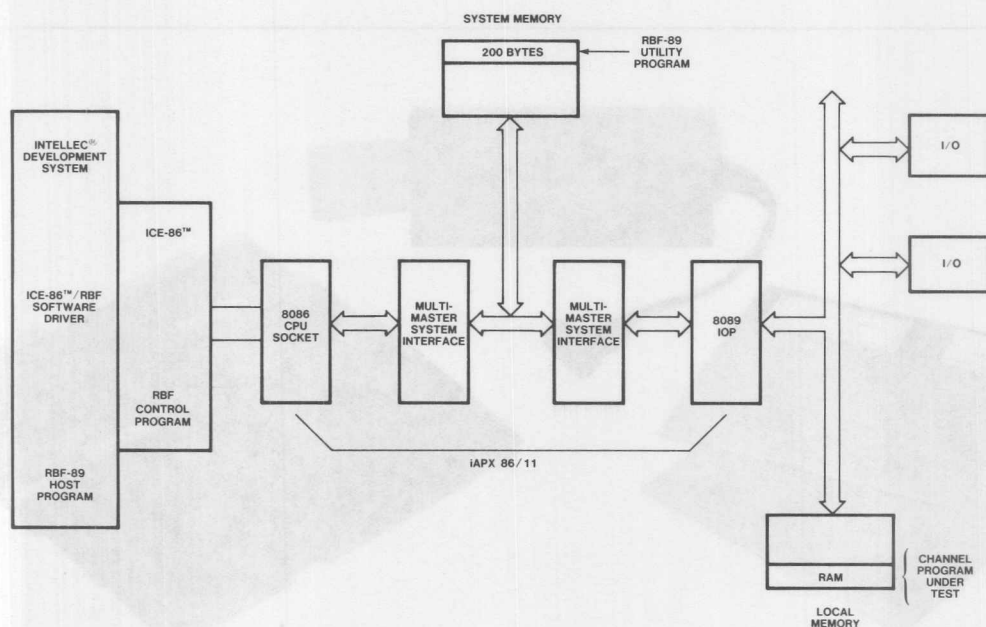 SYSTEM MEMORY
200 BYTES
RBF-89
UTILITY
PROGRAM
INTELLEC®
DEVELOPMENT
SYSTEM
ICE-86™/RBF
SOFTWARE
DRIVER
RBF-89
HOST
PROGRAM
ICE-86™
RBF
CONTROL
PROGRAM
8086
CPU
SOCKET
MULTI-
MASTER
SYSTEM
INTERFACE
MULTI-
MASTER
SYSTEM
INTERFACE
8089
IOP
iAPX 86/11
I/O
I/O
RAM
CHANNEL
PROGRAM
UNDER
TEST
LOCAL
MEMORY